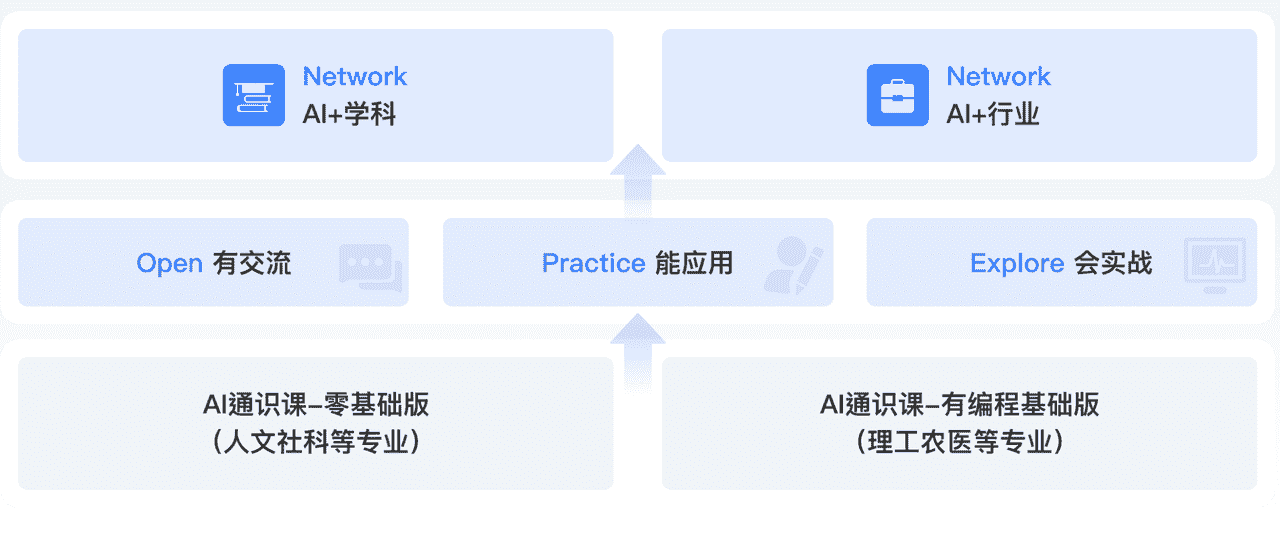 Network
AI+学科
Network
AI+行业
Open 有交流
Practice 能应用
Explore 会实战
AI通识课–零基础版
（人文社科等专业）
AI通识课–有编程基础版
（理工农医等专业）